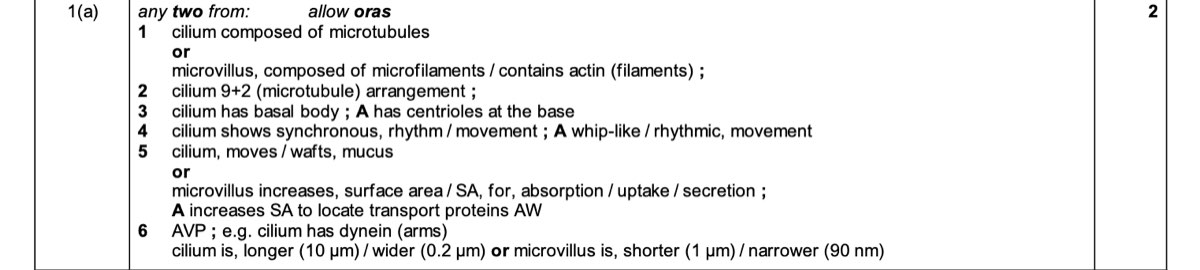 1(a) any two from: allow oras 2
1 cilium composed of microtubules
or
microvillus, composed of microfilaments / contains actin (filaments) ;
2 cilium 9+2 (microtubule) arrangement ;
3 cilium has basal body ; A has centrioles at the base
4 cilium shows synchronous, rhythm / movement ; A whip-like / rhythmic, movement
5 cilium, moves / wafts, mucus
or
microvillus increases, surface area / SA, for, absorption / uptake / secretion ;
A increases SA to locate transport proteins AW
6 AVP ; e.g. cilium has dynein (arms)
cilium is, longer (10 μm) / wider (0.2 μm) or microvillus is, shorter (1 μm) / narrower (90 nm)